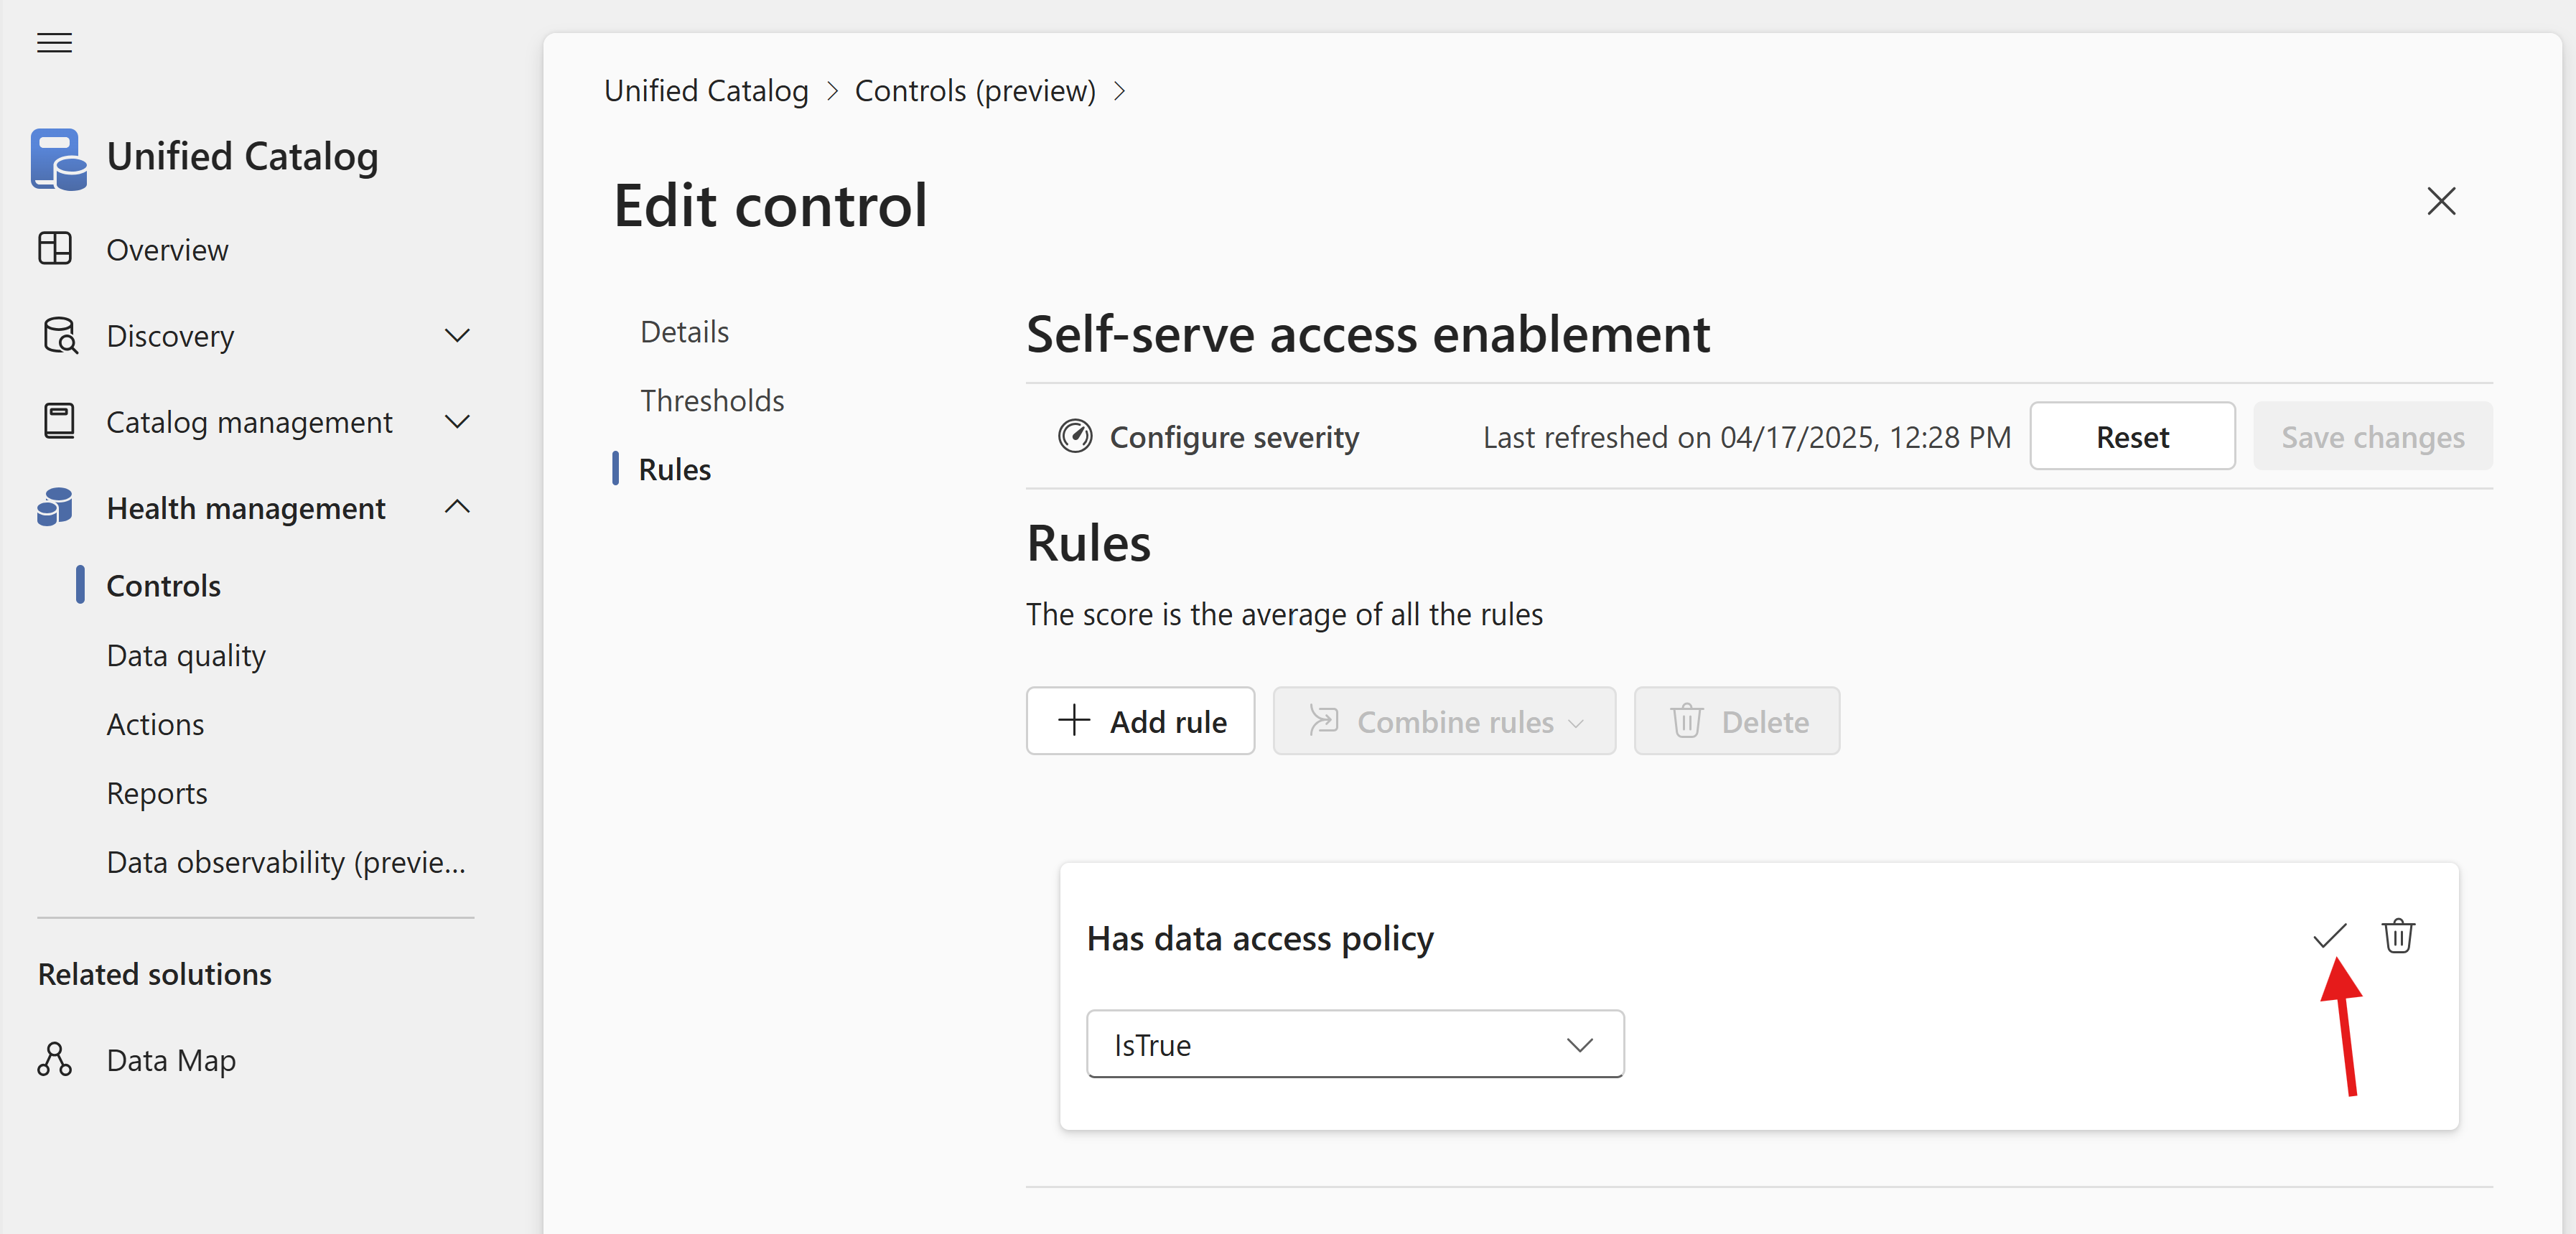 Unified Catalog
Overview
Discovery
Catalog management
Health management
Controls
Data quality
Actions
Reports
Data observability (previe...
Related solutions
Data Map
Unified Catalog > Controls (preview) >
Edit control
Details
Thresholds
Rules
Self-serve access enablement
Configure severity Last refreshed on 04/17/2025, 12:28 PM Reset Save changes
Rules
The score is the average of all the rules
Add rule Combine rules Delete
Has data access policy
IsTrue